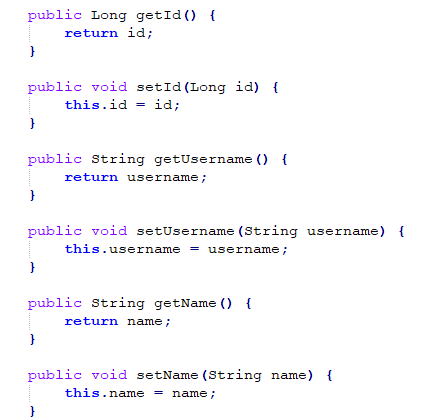 public Long getId() {
    return id;
}

public void setId(Long id) {
    this.id = id;
}

public String getUsername() {
    return username;
}

public void setUsername(String username) {
    this.username = username;
}

public String getName() {
    return name;
}

public void setName(String name) {
    this.name = name;
}